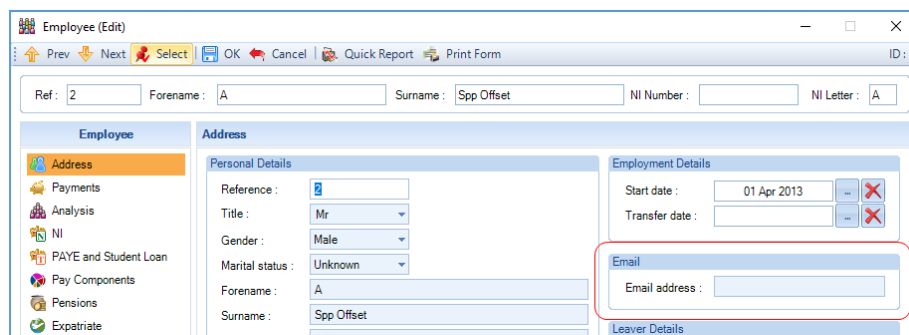 Employee (Edit)
Prev Next Select OK Cancel Quick Report Print Form ID :
Ref : 2 Forename : A Surname : Spp Offset NI Number : NI Letter : A
Employee
Address
Payments
Analysis
NI
PAYE and Student Loan
Pay Components
Pensions
Expatriate
Address
Personal Details
Reference : 2
Title : Mr
Gender : Male
Marital status : Unknown
Forename : A
Surname : Spp Offset
Employment Details
Start date : 01 Apr 2013 ...
Transfer date : ...
Email
Email address :
Leaver Details